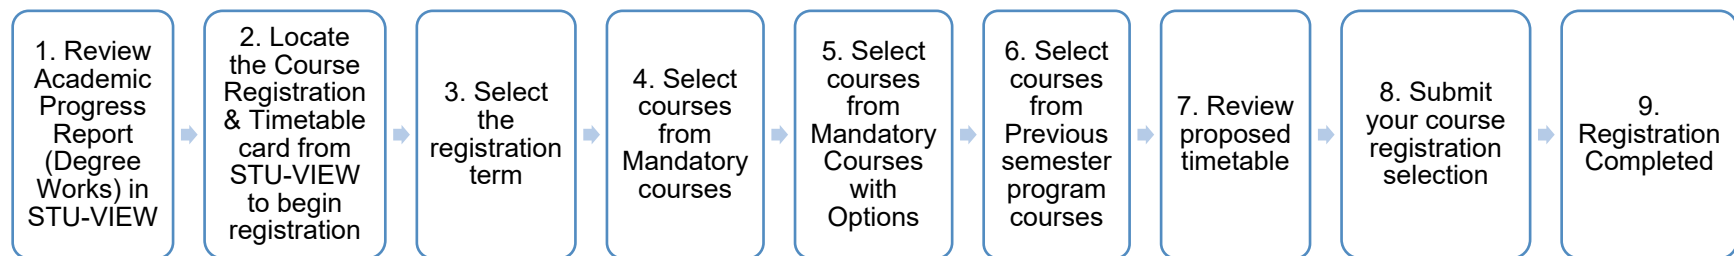 1. Review
Academic
Progress
Report
(Degree
Works) in
STU-VIEW
2. Locate
the Course
Registration
& Timetable
card from
STU-VIEW
to begin
registration
3. Select
the
registration
term
4. Select
courses
from
Mandatory
courses
5. Select
courses
from
Mandatory
Courses
with
Options
6. Select
courses
from
Previous
semester
program
courses
7. Review
proposed
timetable
8. Submit
your course
registration
selection
9.
Registration
Completed